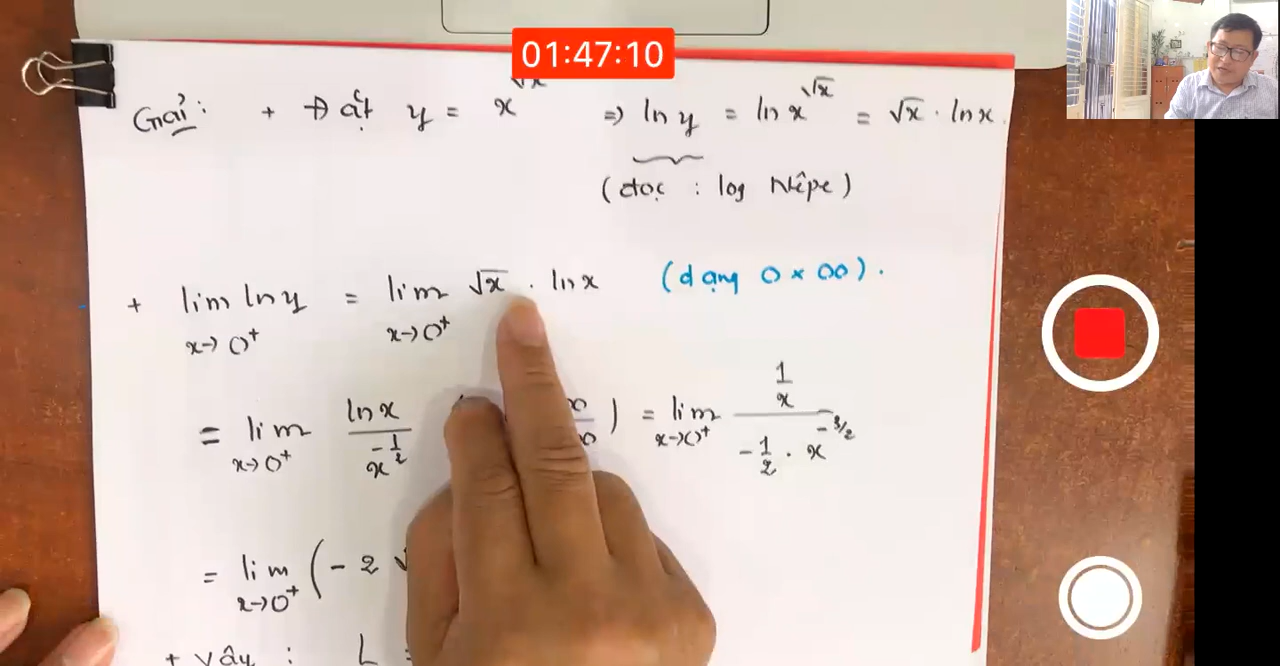 01:47:10
Giải: + Đặt y = x^√x => ln y = ln x^√x = √x · ln x.
(đọc : log Nêpe)
+ lim ln y = lim √x · ln x (dạng 0 × ∞).
x→0⁺ x→0⁺
= lim ln x / x^(-1/2) ∞ ) = lim (1/x) / (-1/2 · x^(-3/2))
x→0⁺ x→0⁺
= lim ( - 2
x→0⁺
+ vậy : L